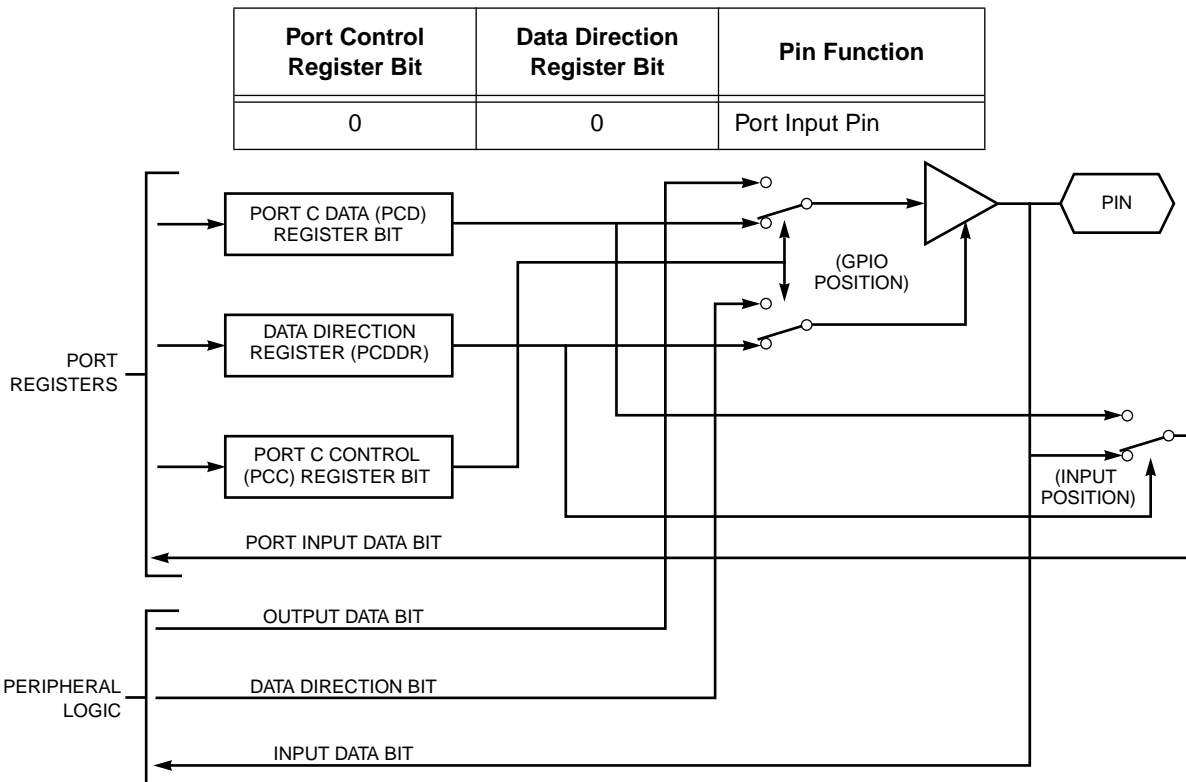 Port Control Register Bit
Data Direction Register Bit
Pin Function
0
0
Port Input Pin
PORT C DATA (PCD)
REGISTER BIT
PIN
(GPIO
POSITION)
DATA DIRECTION
REGISTER (PCDDR)
PORT
REGISTERS
PORT C CONTROL
(PCC) REGISTER BIT
(INPUT
POSITION)
PORT INPUT DATA BIT
OUTPUT DATA BIT
PERIPHERAL
LOGIC
DATA DIRECTION BIT
INPUT DATA BIT